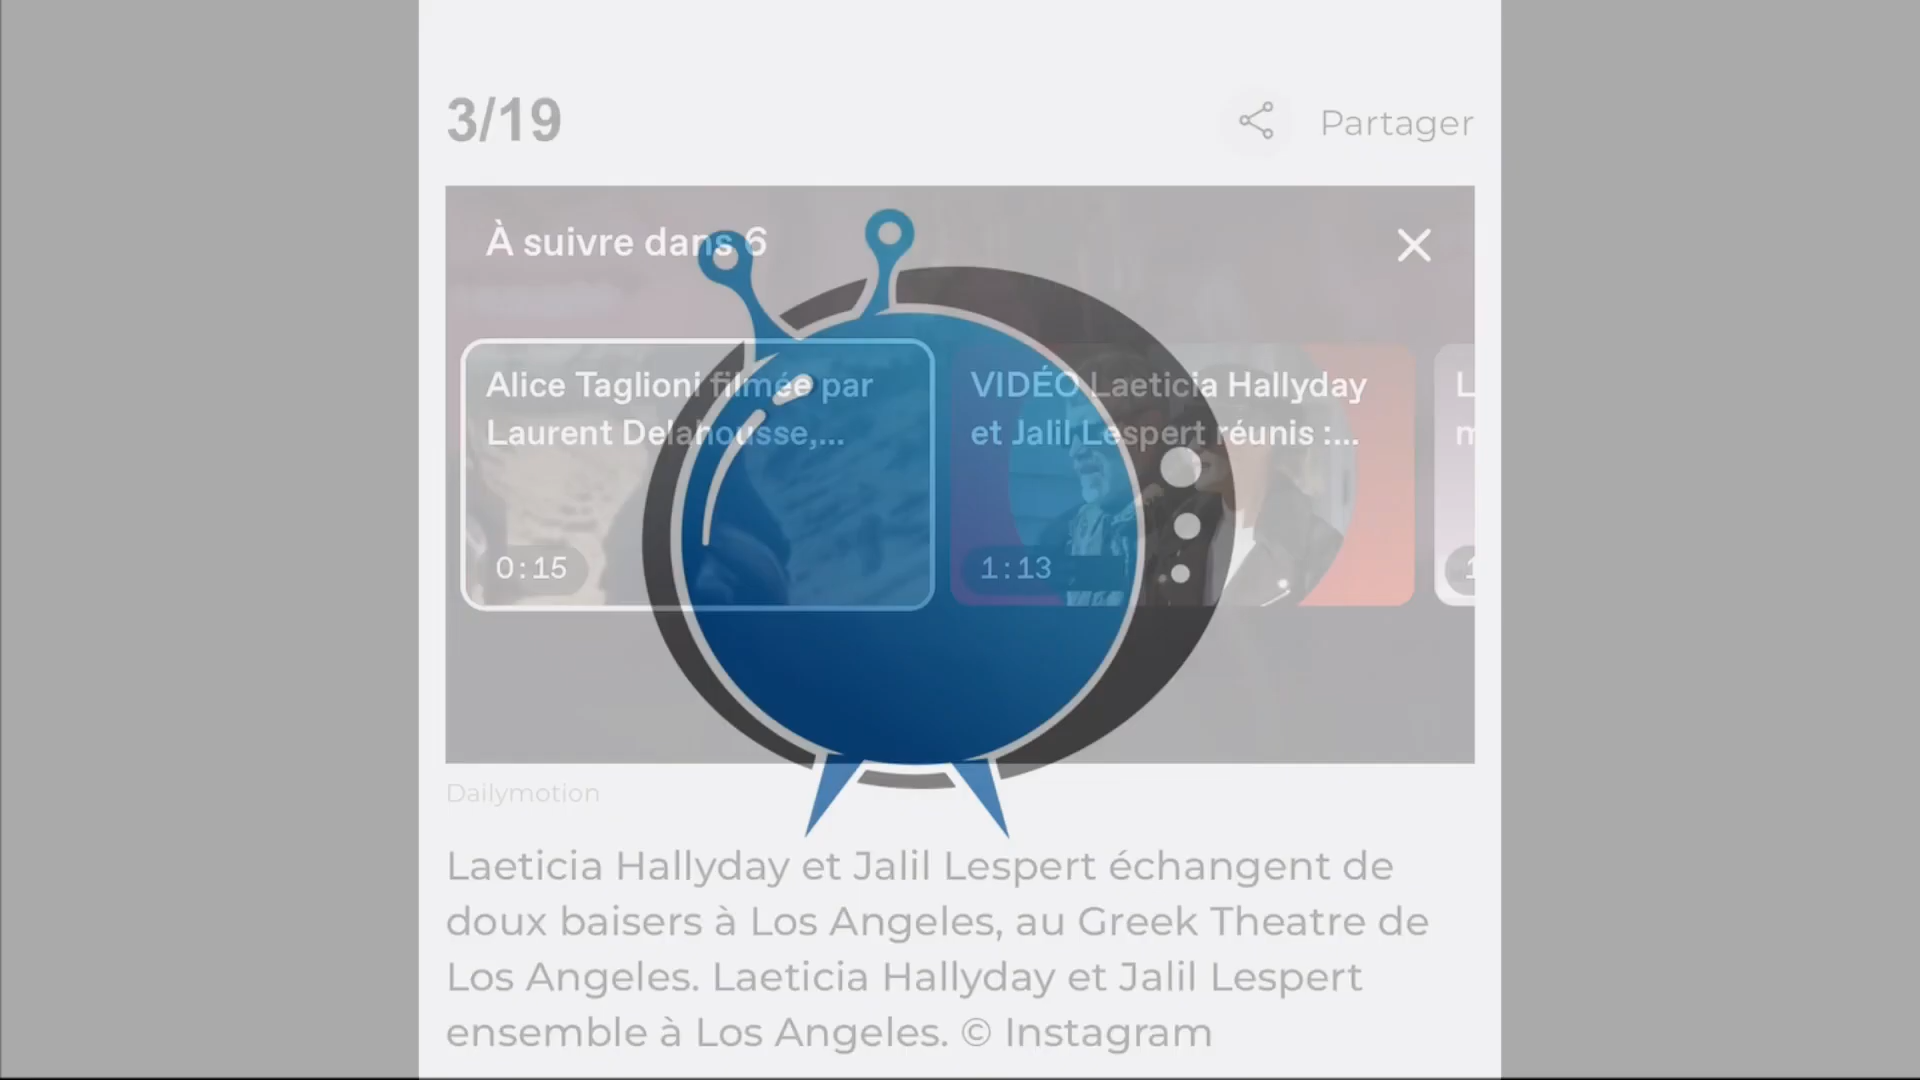 3/19
Partager
À suivre dans 6
Alice Taglioni filmée par
Laurent Delahousse,...
0:15
VIDÉO Laeticia Hallyday
et Jalil Lespert réunis :...
1:13
Dailymotion
Laeticia Hallyday et Jalil Lespert échangent de
doux baisers à Los Angeles, au Greek Theatre de
Los Angeles. Laeticia Hallyday et Jalil Lespert
ensemble à Los Angeles. © Instagram